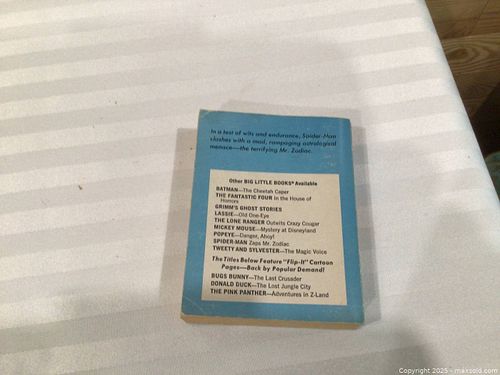 In a test of wits and endurance, Spider-Man
clashes with a mad, rampaging astrological
menace—the terrifying Mr. Zodiac.
Other BIG LITTLE BOOKS® Available
BATMAN—The Cheetah Caper
THE FANTASTIC FOUR in the House of
Horrors
GRIMM'S GHOST STORIES
LASSIE—Old One-Eye
THE LONE RANGER Outwits Crazy Cougar
MICKEY MOUSE—Mystery at Disneyland
POPEYE—Danger, Ahoy!
SPIDER-MAN Zaps Mr. Zodiac
TWEETY AND SYLVESTER—The Magic Voice
The Titles Below Feature "Flip-It" Cartoon
Pages—Back by Popular Demand!
BUGS BUNNY—The Last Crusader
DONALD DUCK—The Lost Jungle City
THE PINK PANTHER—Adventures in Z-Land
Copyright 2025 - maxsold.com